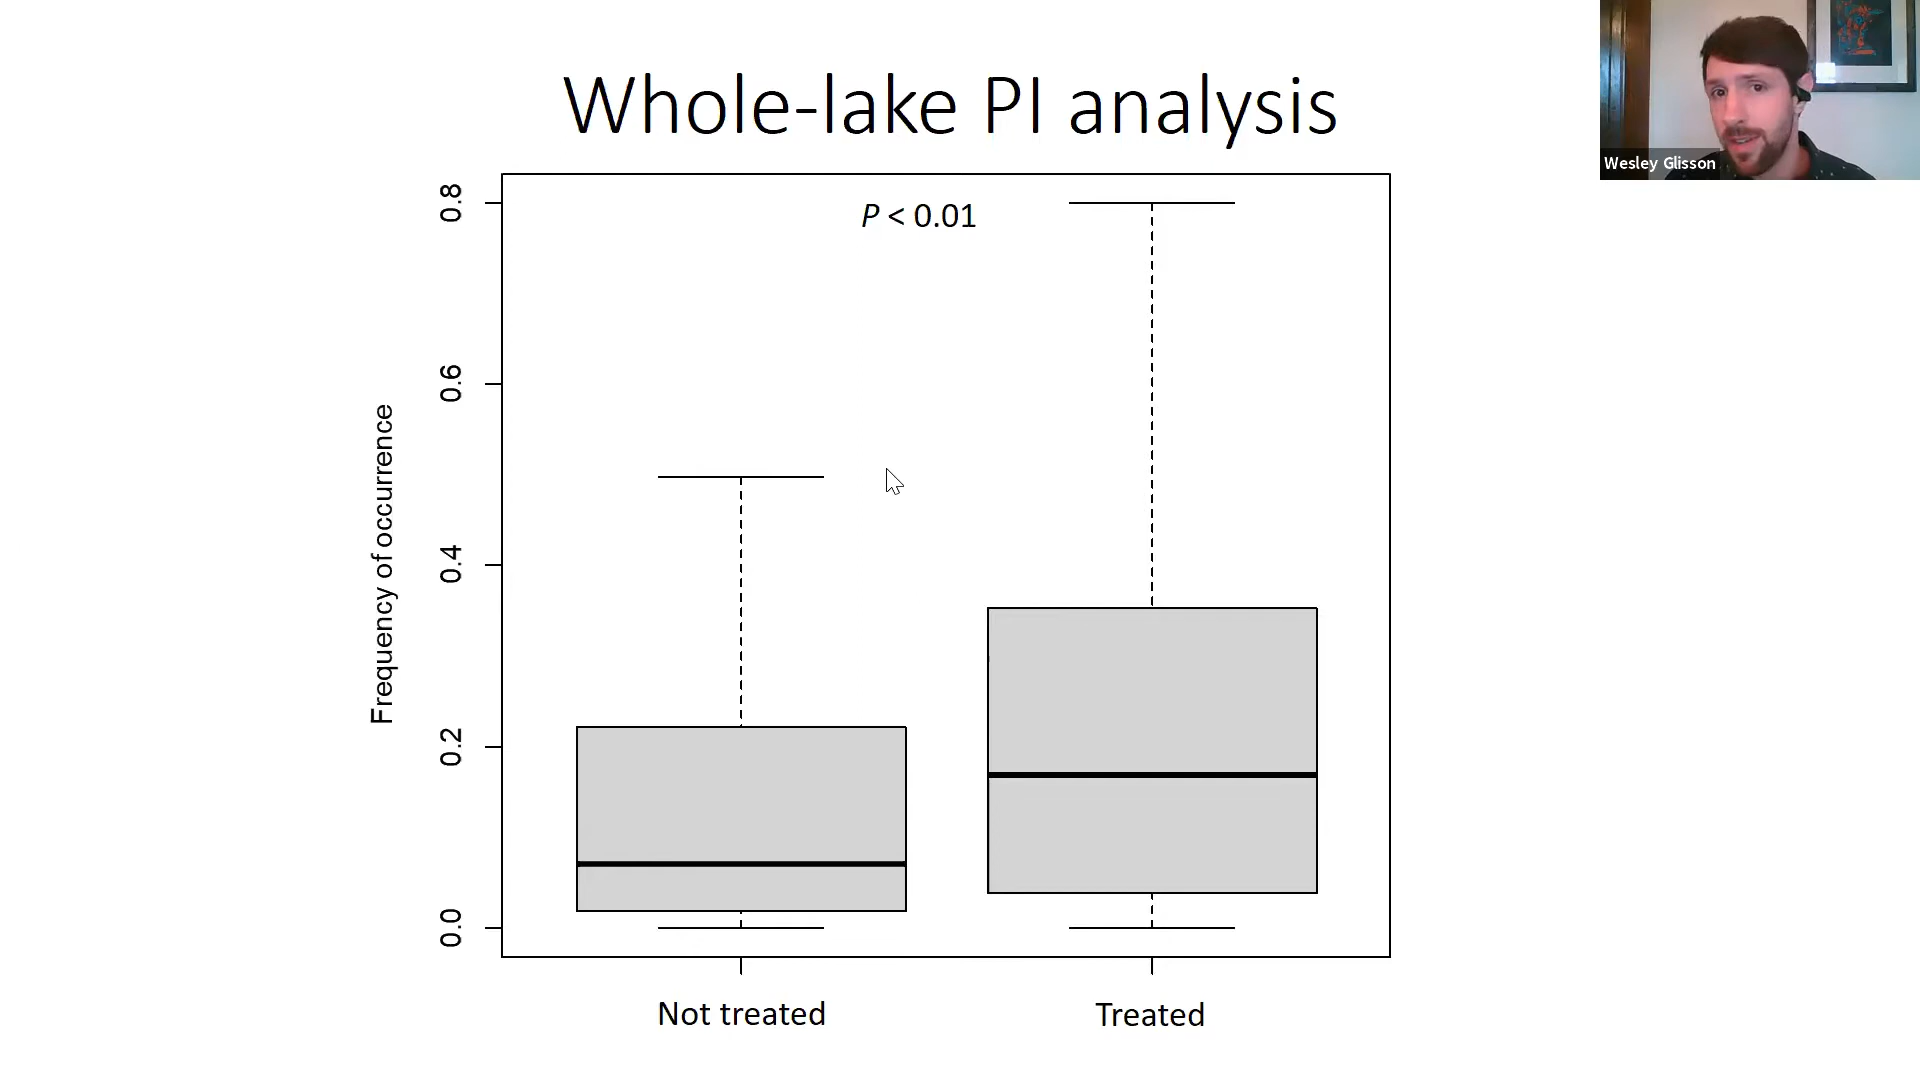 Whole-lake PI analysis
Wesley Glisson
P < 0.01
0.8
0.6
0.4
0.2
0.0
Frequency of occurrence
Not treated
Treated